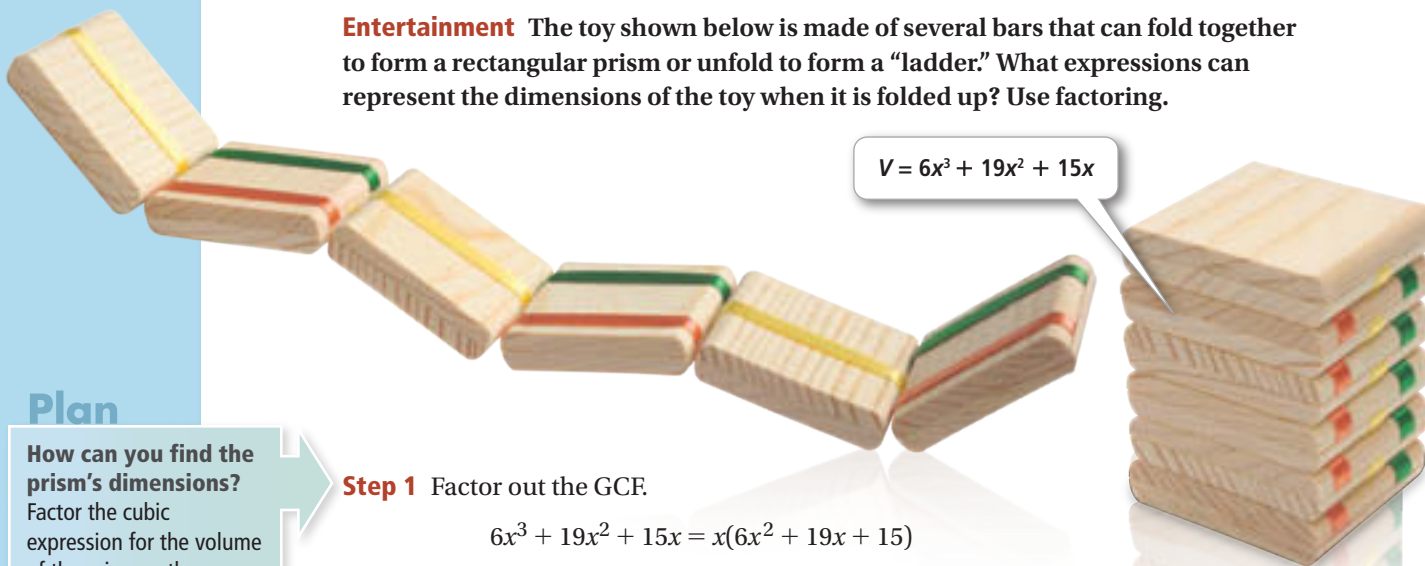 Entertainment The toy shown below is made of several bars that can fold together
to form a rectangular prism or unfold to form a “ladder.” What expressions can
represent the dimensions of the toy when it is folded up? Use factoring.
V = 6x³ + 19x² + 15x
Plan
How can you find the
prism’s dimensions?
Factor the cubic
expression for the volume
Step 1 Factor out the GCF.
6x³ + 19x² + 15x = x(6x² + 19x + 15)